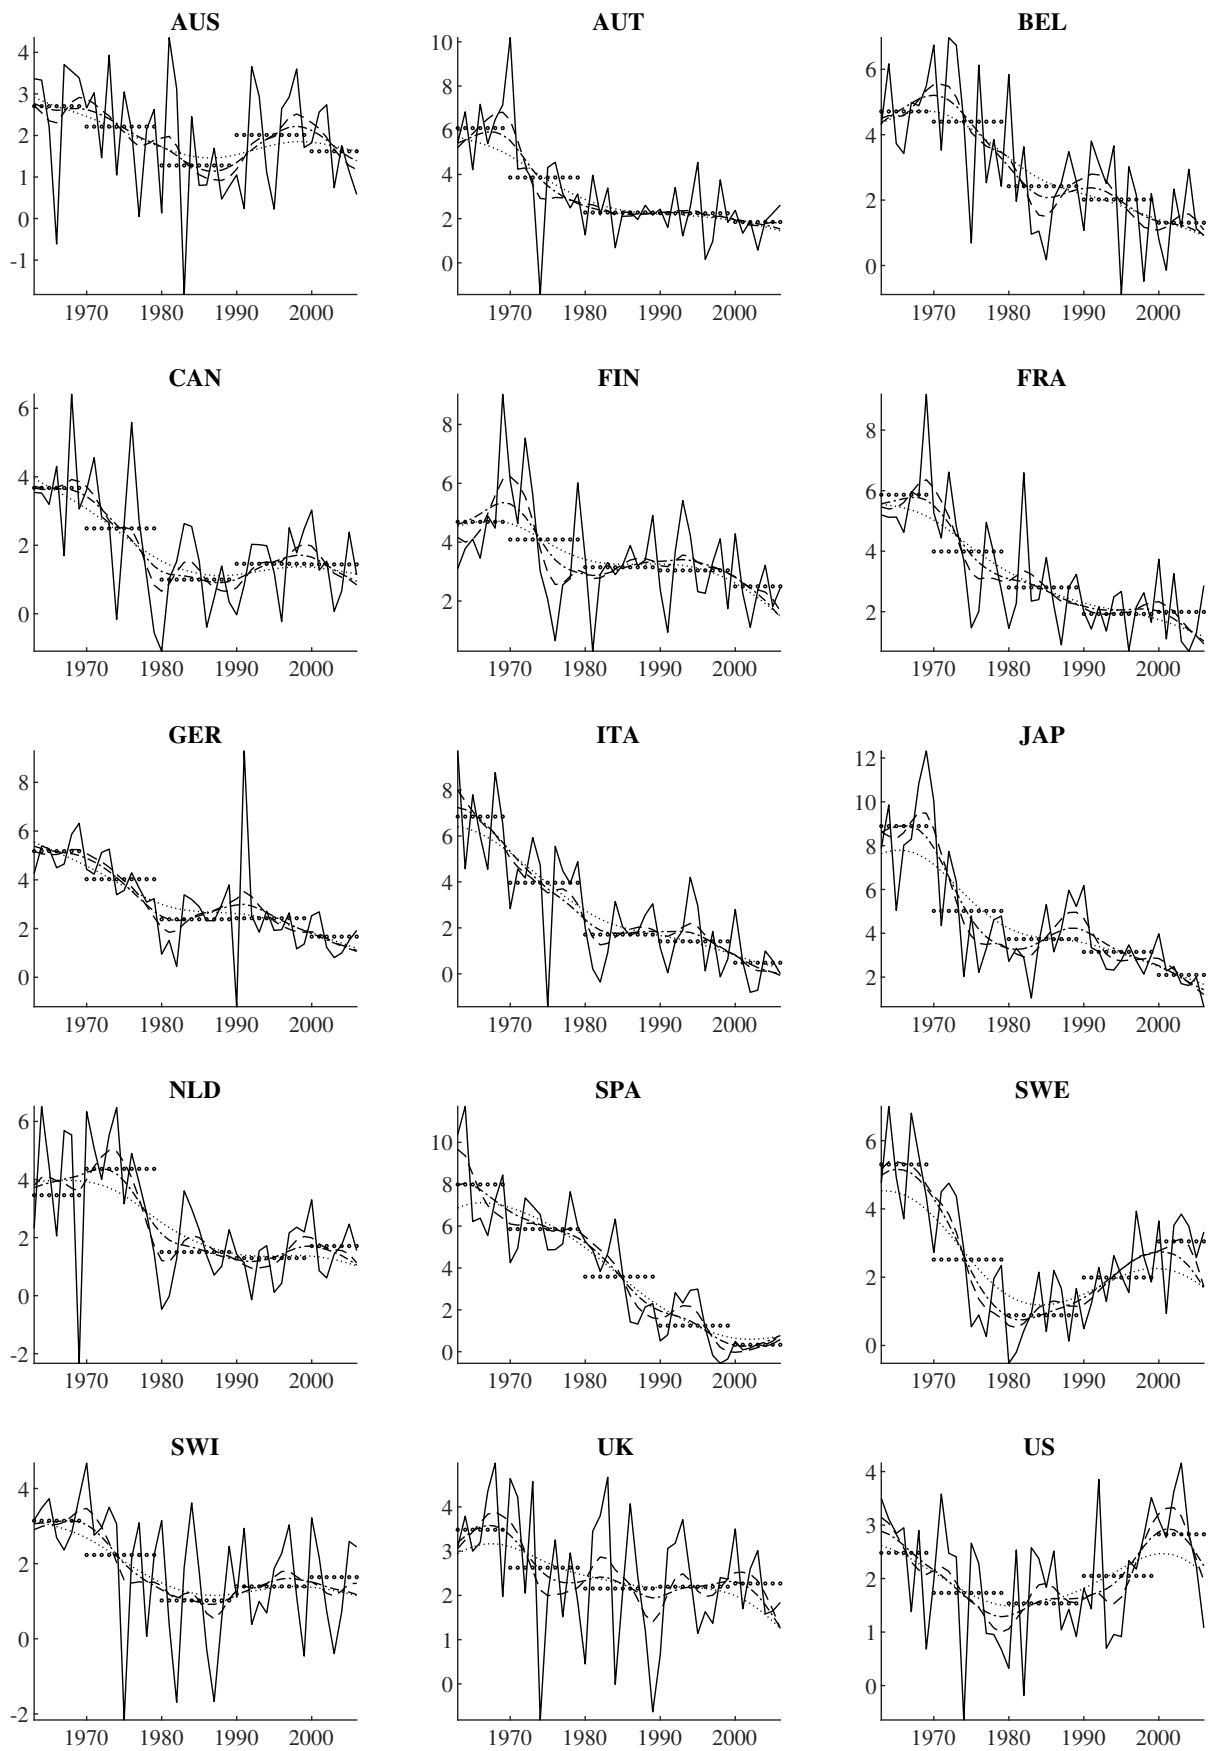 AUS AUT BEL
4 3 2 1 0 -1
10 8 6 4 2 0
6 4 2 0
1970 1980 1990 2000 1970 1980 1990 2000 1970 1980 1990 2000
CAN FIN FRA
6 4 2 0
8 6 4 2
8 6 4 2
1970 1980 1990 2000 1970 1980 1990 2000 1970 1980 1990 2000
GER ITA JAP
8 6 4 2 0
8 6 4 2 0
12 10 8 6 4 2
1970 1980 1990 2000 1970 1980 1990 2000 1970 1980 1990 2000
NLD SPA SWE
6 4 2 0 -2
10 8 6 4 2 0
6 4 2 0
1970 1980 1990 2000 1970 1980 1990 2000 1970 1980 1990 2000
SWI UK US
4 2 0 -2
4 3 2 1 0
4 3 2 1 0
1970 1980 1990 2000 1970 1980 1990 2000 1970 1980 1990 2000